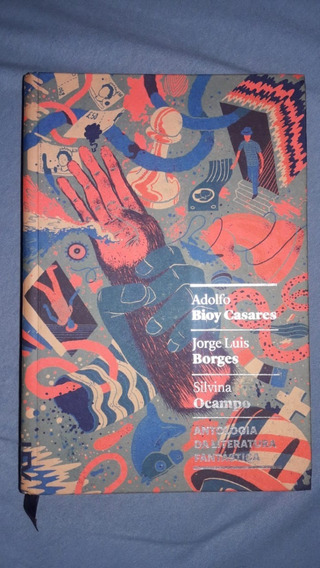 Adolfo
Bioy Casares
Jorge Luis
Borges
Silvina
Ocampo
ANTOLOGIA
DA LITERATURA
FANTÁSTICA